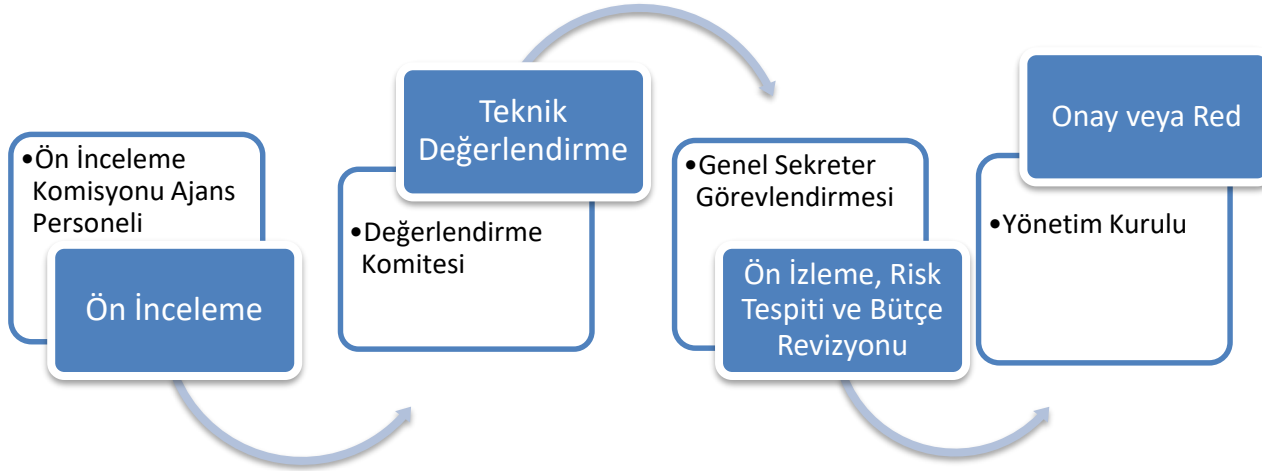 •Ön İnceleme
Komisyonu Ajans
Personeli
Ön İnceleme
Teknik
Değerlendirme
•Değerlendirme
Komitesi
•Genel Sekreter
Görevlendirmesi
Ön İzleme, Risk
Tespiti ve Bütçe
Revizyonu
Onay veya Red
•Yönetim Kurulu